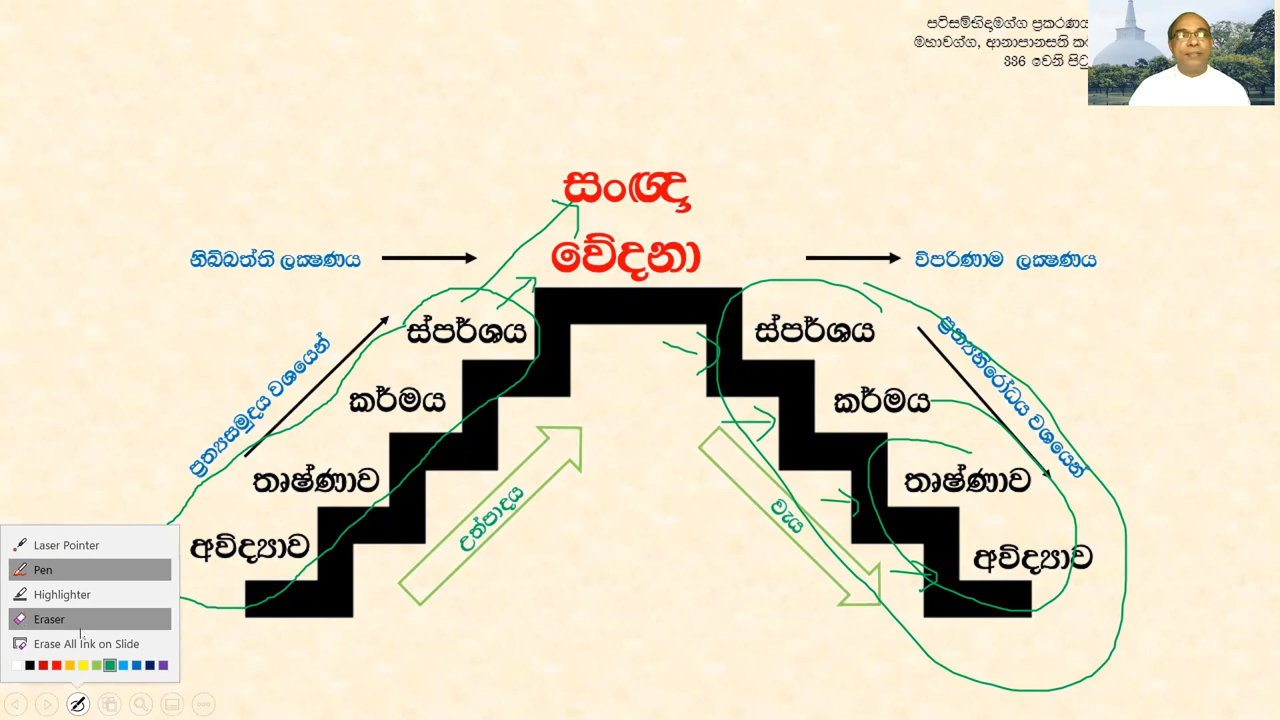 පටිසම්භිදාමග්ග ප්‍රකරණය
මහාවග්ග, ආනාපානසති
336 වෙනි
සංඥා
වේදනා
නිබ්බත්ති ලක්‍ෂණය
විපරිණාම ලක්‍ෂණය
ප්‍රත්‍යසමුදය වශයෙන්
ප්‍රත්‍යනිරෝධය වශයෙන්
ස්පර්ශය
ස්පර්ශය
කර්මය
කර්මය
තෘෂ්ණාව
තෘෂ්ණාව
උත්පාදය
වැය
අවිද්‍යාව
අවිද්‍යාව
Laser Pointer
Pen
Highlighter
Eraser
Erase All Ink on Slide